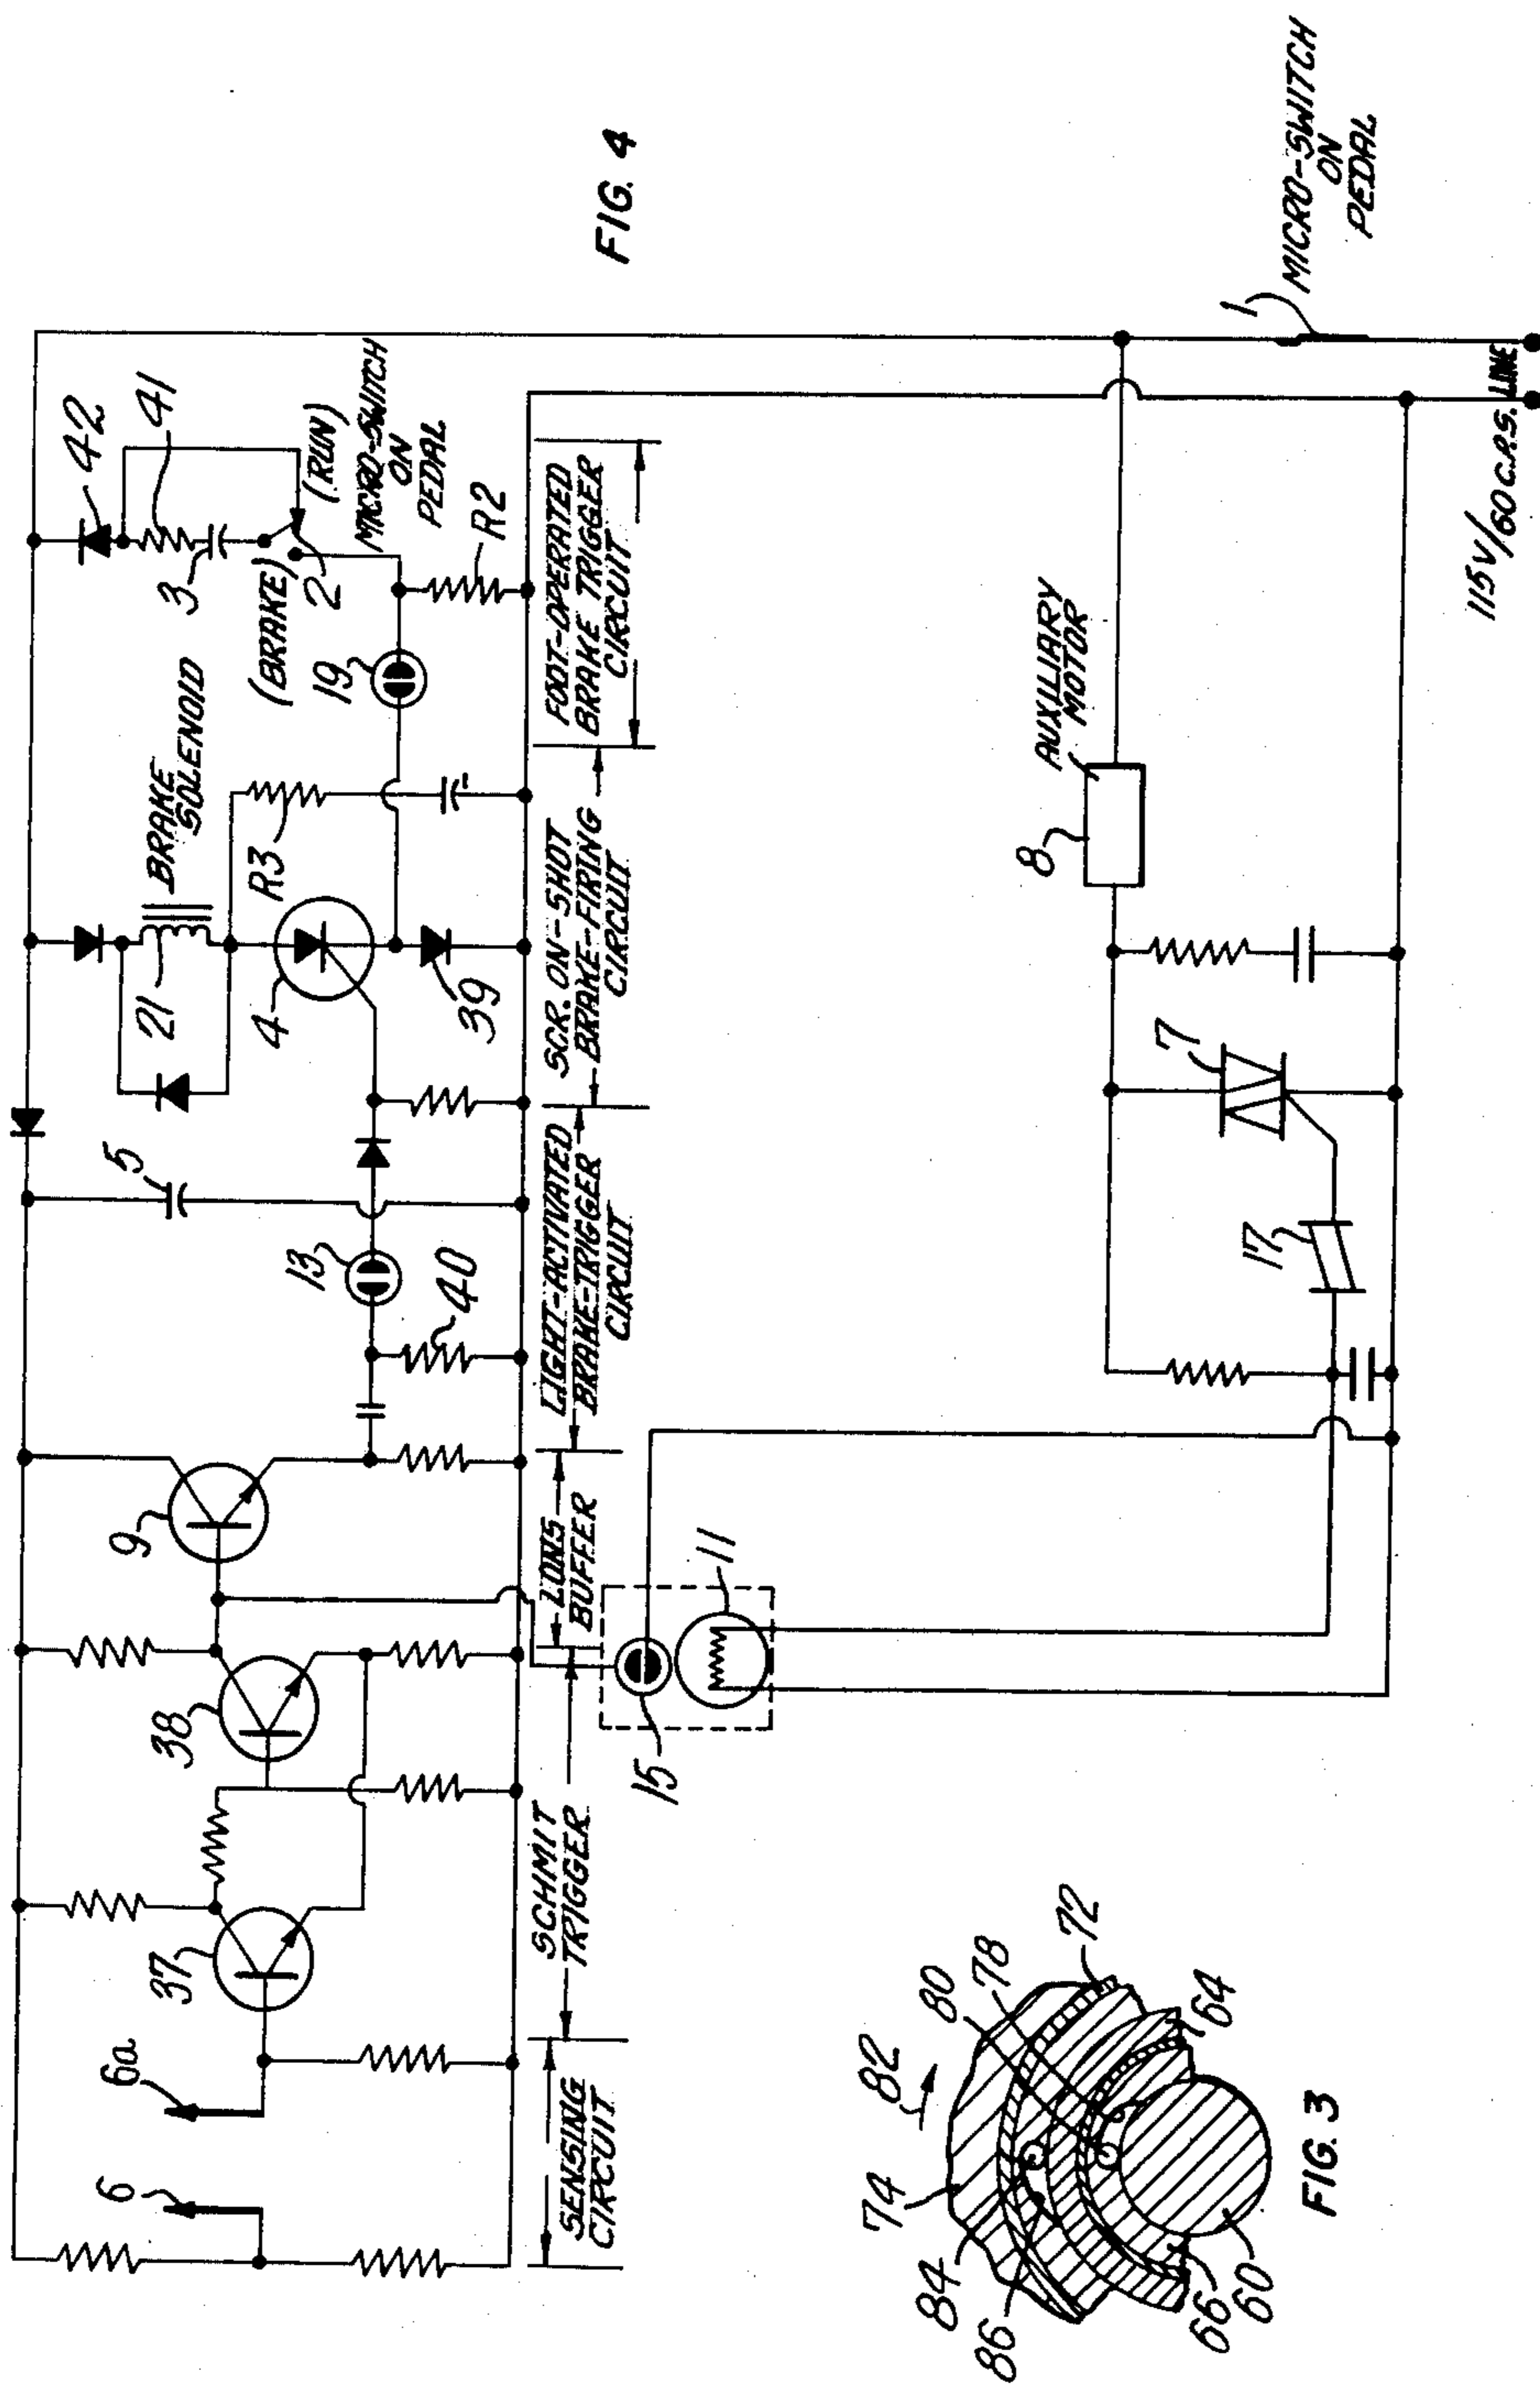 FIG. 4
6
6a
37
38
9
13
40
5
21
BRAKE
SOLENOID
4
39
R3
19
(BRAKE)
2
3
42
41
(RUN)
MICRO-SWITCH
ON
PEDAL
R2
SENSING
CIRCUIT
SCHMIT
TRIGGER
LDNS
BUFFER
LIGHT-ACTIVATED
BRAKE-TRIGGER
CIRCUIT
SCR. ON-SHOT
BRAKE-FIRING
CIRCUIT
FOOT-OPERATED
BRAKE TRIGGER
CIRCUIT
15
11
17
7
8
AUXILIARY
MOTOR
1
MICRO-SWITCH
ON
PEDAL
115V/60 C.P.S. LINE
FIG. 3
74
82
80
78
72
64
84
86
66
60